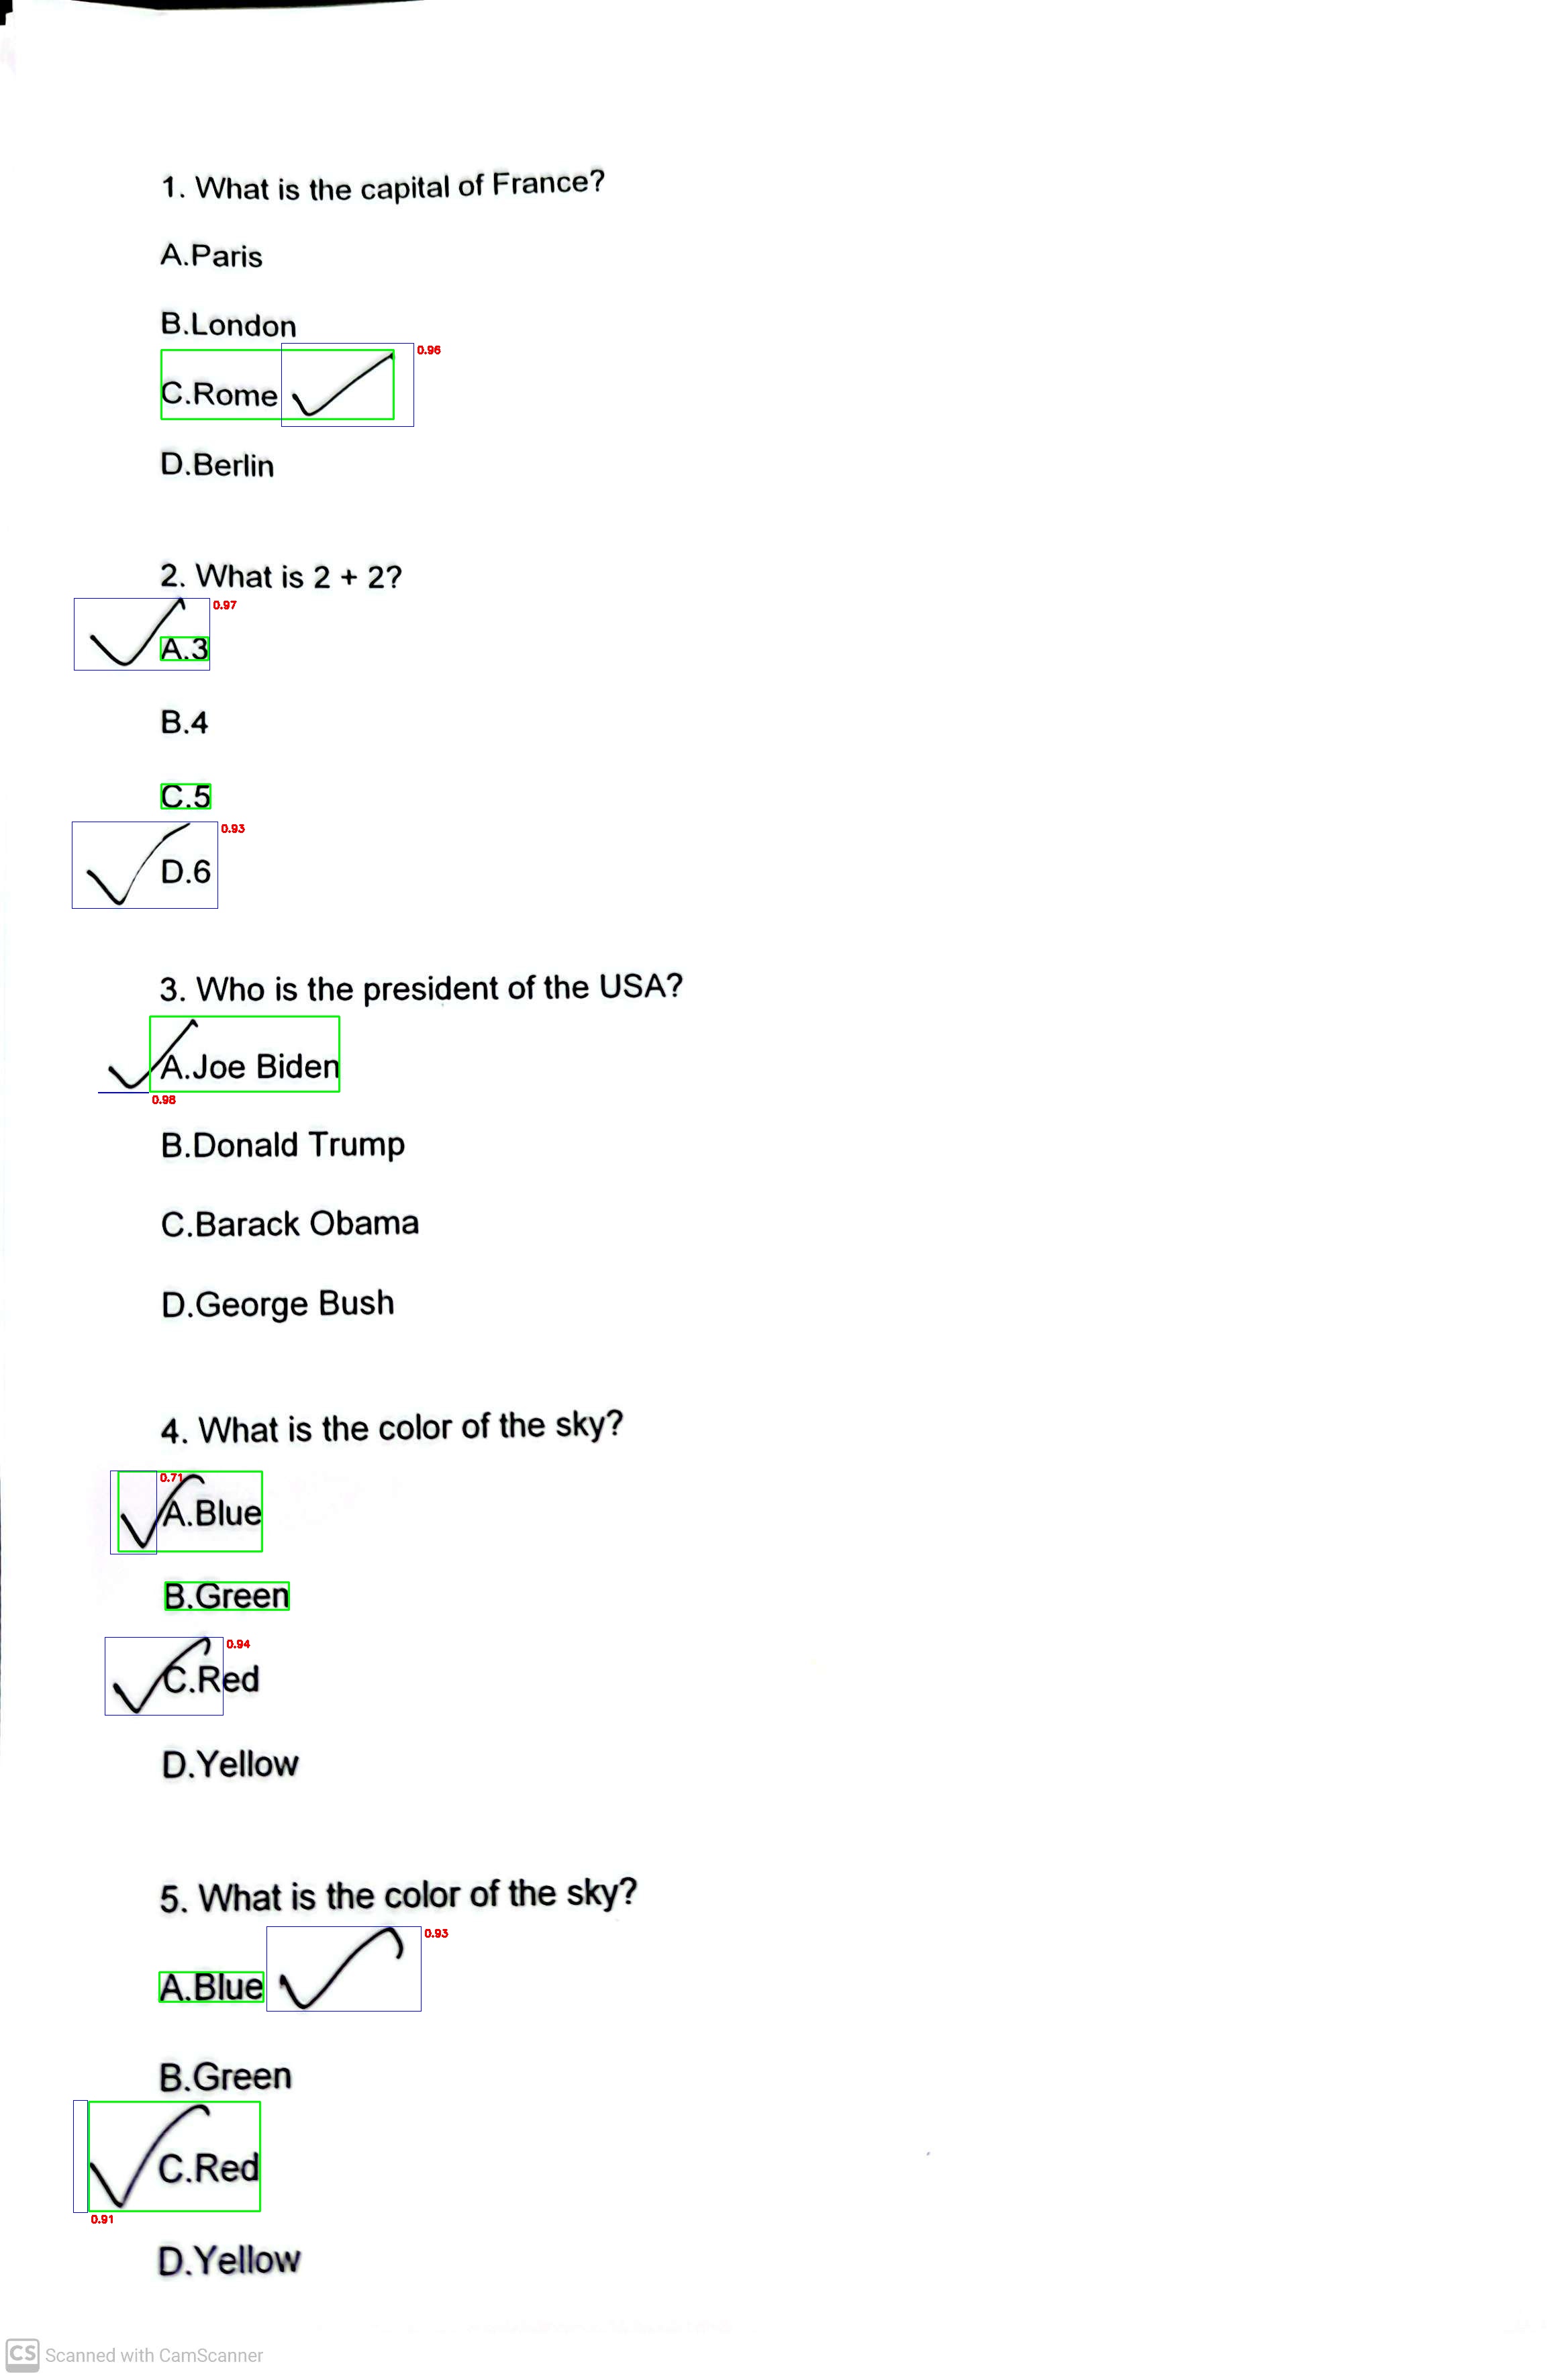 1. What is the capital of France?
A.Paris
B.London
C.Rome
0.96
D.Berlin
2. What is 2 + 2?
0.97
A.3
B.4
C.5
0.93
D.6
3. Who is the president of the USA?
A.Joe Biden
0.98
B.Donald Trump
C.Barack Obama
D.George Bush
4. What is the color of the sky?
0.71
A.Blue
B.Green
0.94
C.Red
D.Yellow
5. What is the color of the sky?
0.93
A.Blue
B.Green
C.Red
0.91
D.Yellow
CS Scanned with CamScanner